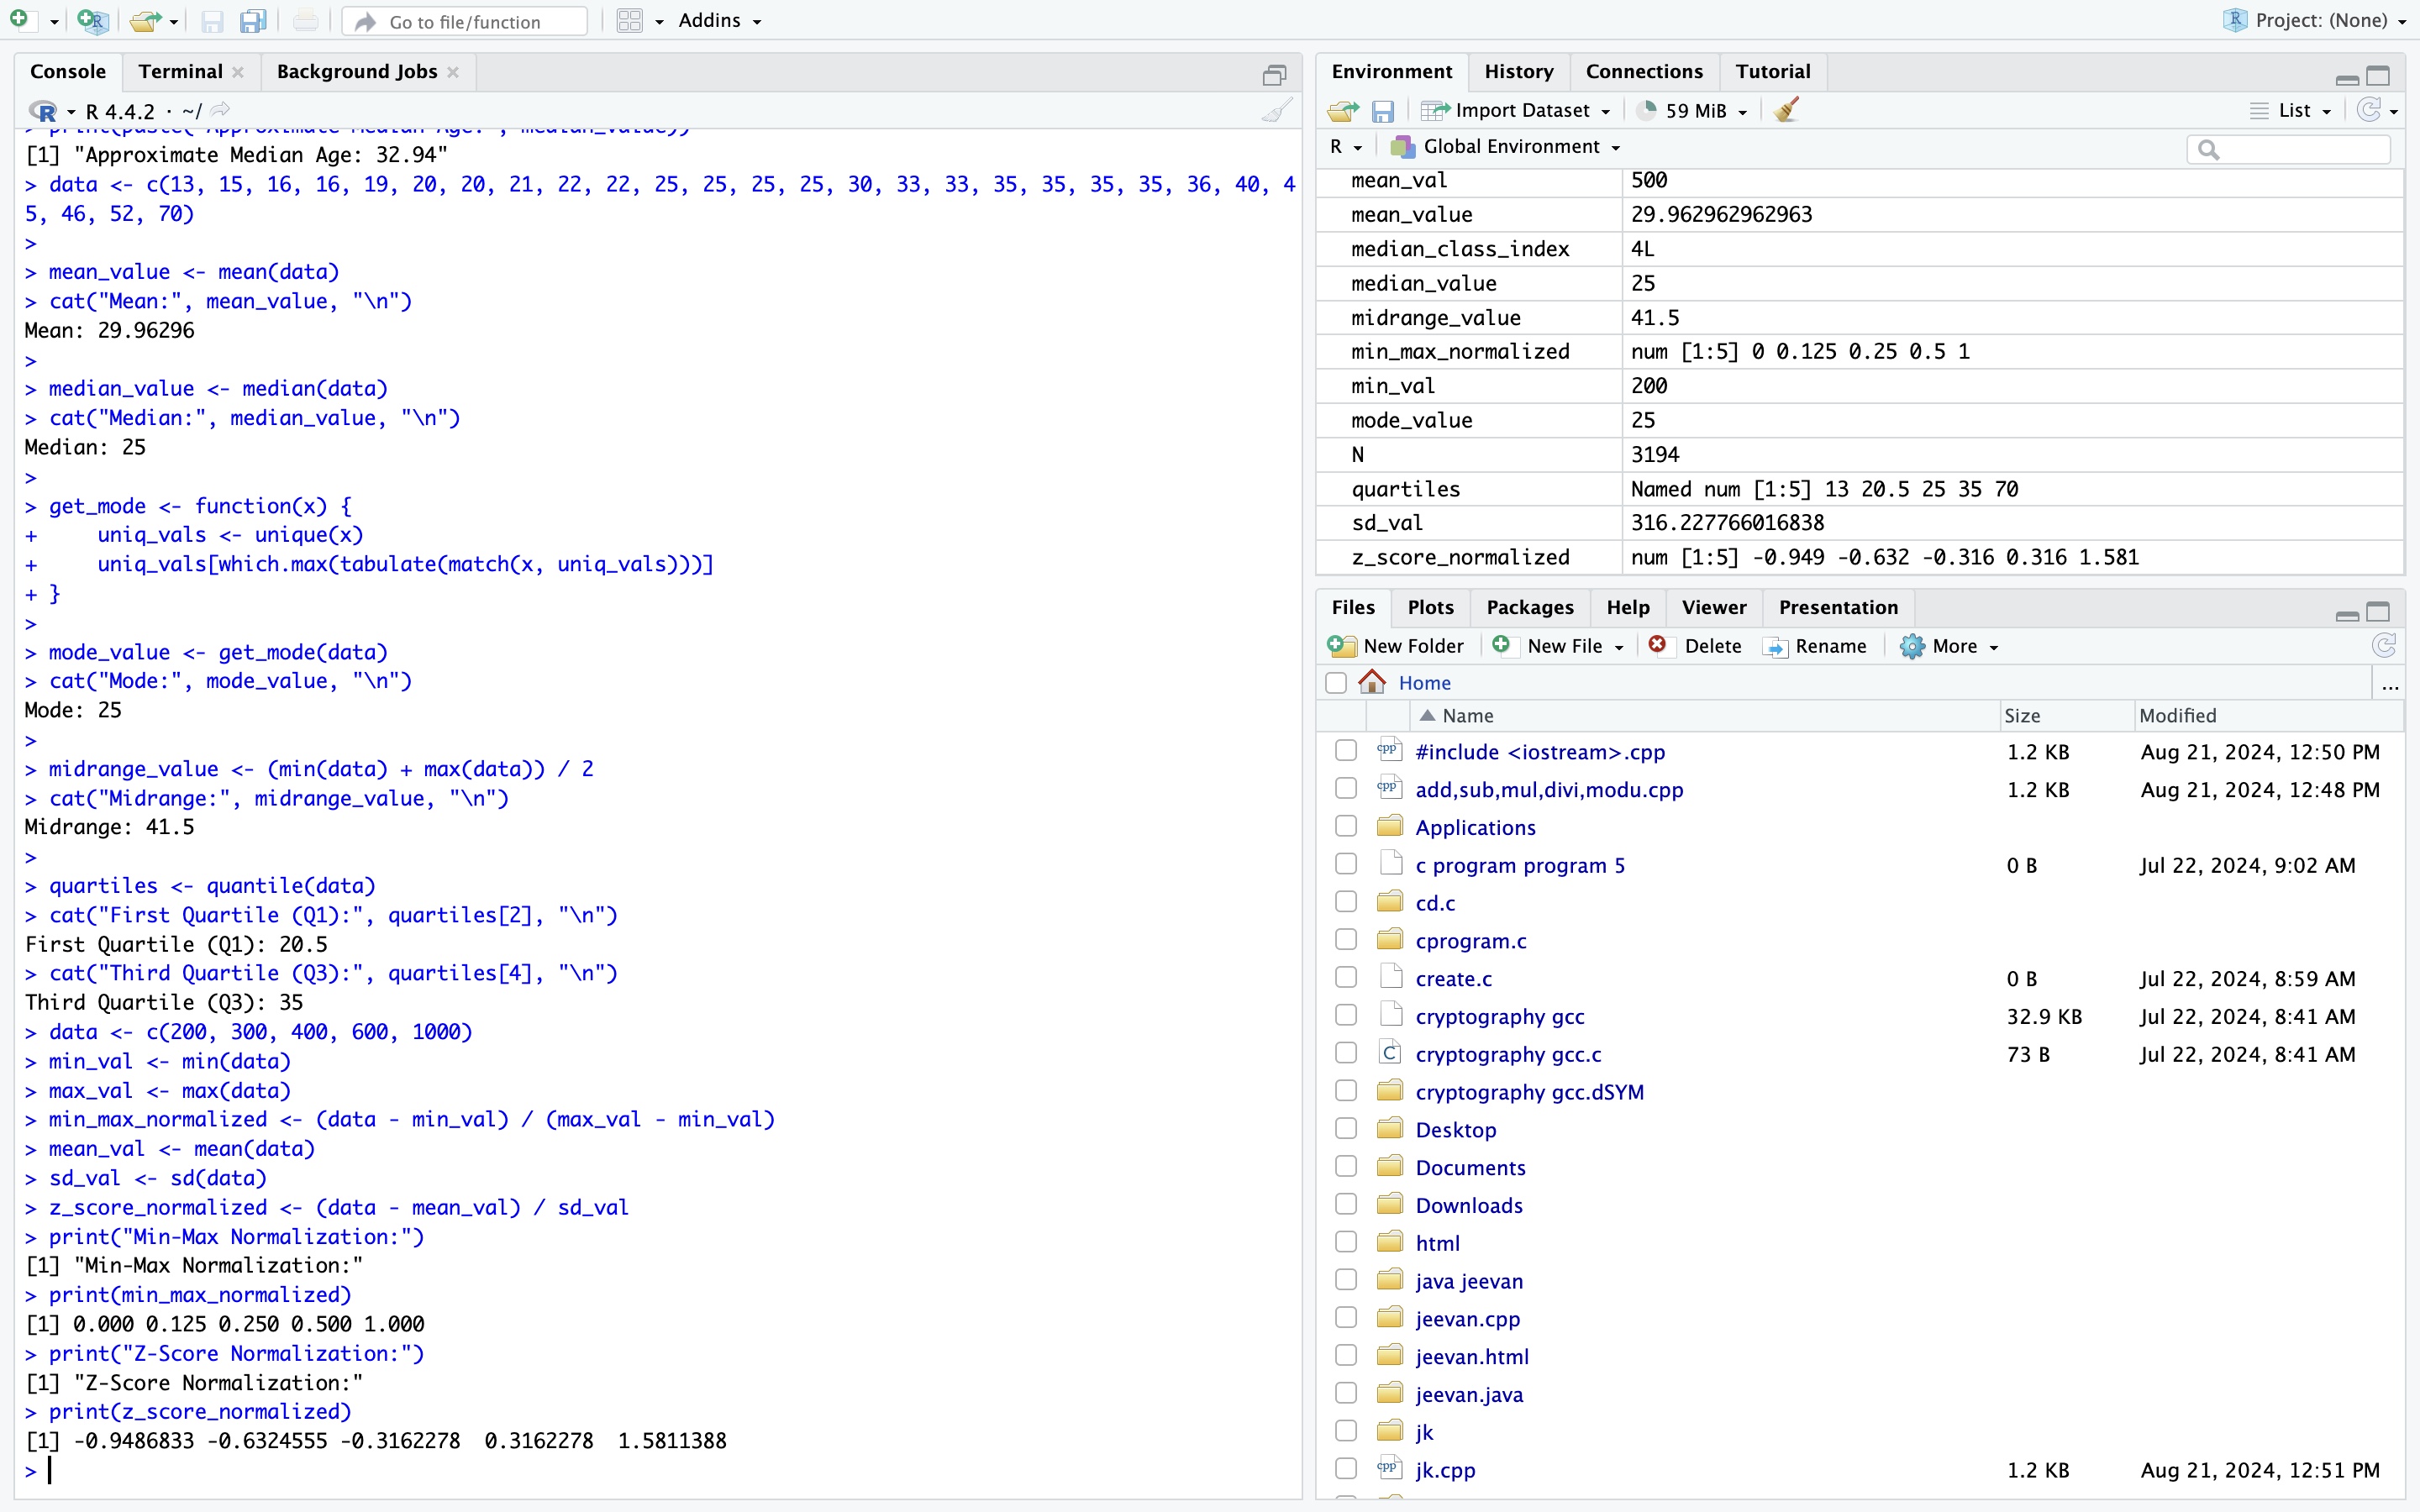 Go to file/function
Addins
Project: (None)
Console
Terminal
Background Jobs
R 4.4.2 · ~/
> print(paste("Approximate Median Age:", median_value))
[1] "Approximate Median Age: 32.94"
> data <- c(13, 15, 16, 16, 19, 20, 20, 21, 22, 22, 25, 25, 25, 25, 30, 33, 33, 35, 35, 35, 35, 36, 40, 4
5, 46, 52, 70)
>
> mean_value <- mean(data)
> cat("Mean:", mean_value, "\n")
Mean: 29.96296
>
> median_value <- median(data)
> cat("Median:", median_value, "\n")
Median: 25
>
> get_mode <- function(x) {
+     uniq_vals <- unique(x)
+     uniq_vals[which.max(tabulate(match(x, uniq_vals)))]
+ }
>
> mode_value <- get_mode(data)
> cat("Mode:", mode_value, "\n")
Mode: 25
>
> midrange_value <- (min(data) + max(data)) / 2
> cat("Midrange:", midrange_value, "\n")
Midrange: 41.5
>
> quartiles <- quantile(data)
> cat("First Quartile (Q1):", quartiles[2], "\n")
First Quartile (Q1): 20.5
> cat("Third Quartile (Q3):", quartiles[4], "\n")
Third Quartile (Q3): 35
> data <- c(200, 300, 400, 600, 1000)
> min_val <- min(data)
> max_val <- max(data)
> min_max_normalized <- (data - min_val) / (max_val - min_val)
> mean_val <- mean(data)
> sd_val <- sd(data)
> z_score_normalized <- (data - mean_val) / sd_val
> print("Min-Max Normalization:")
[1] "Min-Max Normalization:"
> print(min_max_normalized)
[1] 0.000 0.125 0.250 0.500 1.000
> print("Z-Score Normalization:")
[1] "Z-Score Normalization:"
> print(z_score_normalized)
[1] -0.9486833 -0.6324555 -0.3162278  0.3162278  1.5811388
>
Environment
History
Connections
Tutorial
Import Dataset
59 MiB
List
R
Global Environment
mean_val 500
mean_value 29.962962962963
median_class_index 4L
median_value 25
midrange_value 41.5
min_max_normalized num [1:5] 0 0.125 0.25 0.5 1
min_val 200
mode_value 25
N 3194
quartiles Named num [1:5] 13 20.5 25 35 70
sd_val 316.227766016838
z_score_normalized num [1:5] -0.949 -0.632 -0.316 0.316 1.581
Files
Plots
Packages
Help
Viewer
Presentation
New Folder
New File
Delete
Rename
More
Home
...
Name Size Modified
cpp #include <iostream>.cpp 1.2 KB Aug 21, 2024, 12:50 PM
cpp add,sub,mul,divi,modu.cpp 1.2 KB Aug 21, 2024, 12:48 PM
Applications
c program program 5 0 B Jul 22, 2024, 9:02 AM
cd.c
cprogram.c
create.c 0 B Jul 22, 2024, 8:59 AM
cryptography gcc 32.9 KB Jul 22, 2024, 8:41 AM
C cryptography gcc.c 73 B Jul 22, 2024, 8:41 AM
cryptography gcc.dSYM
Desktop
Documents
Downloads
html
java jeevan
jeevan.cpp
jeevan.html
jeevan.java
jk
cpp jk.cpp 1.2 KB Aug 21, 2024, 12:51 PM